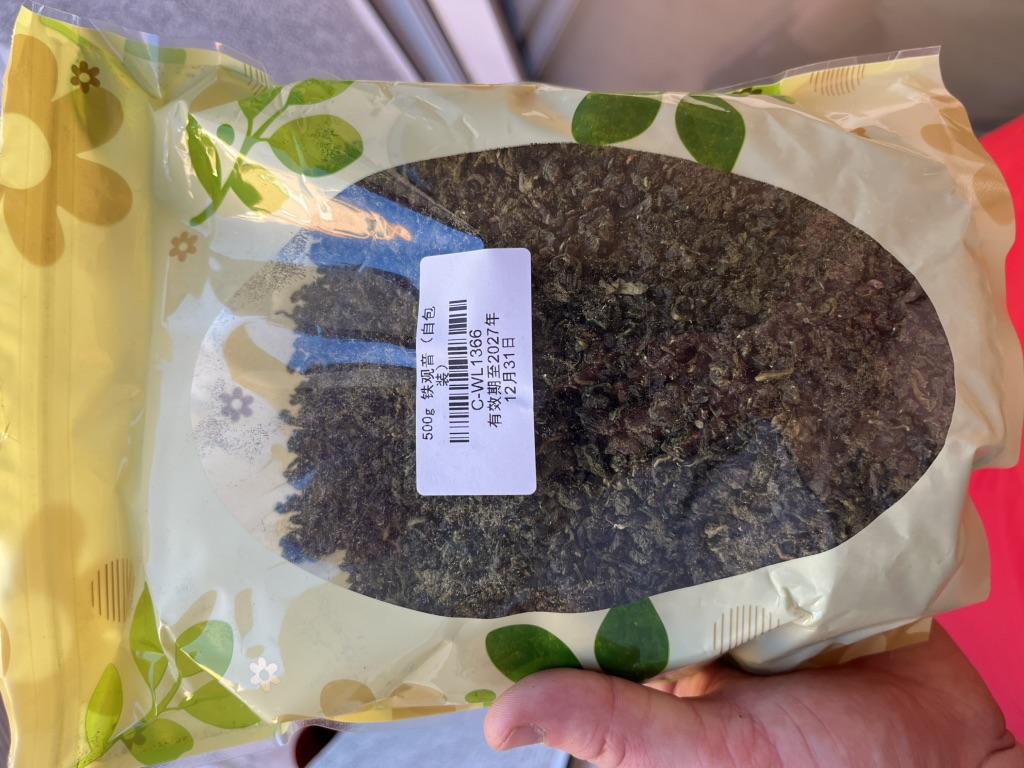 500g 铁观音（自包
装）
C-WL1366
有效期至2027年
12月31日